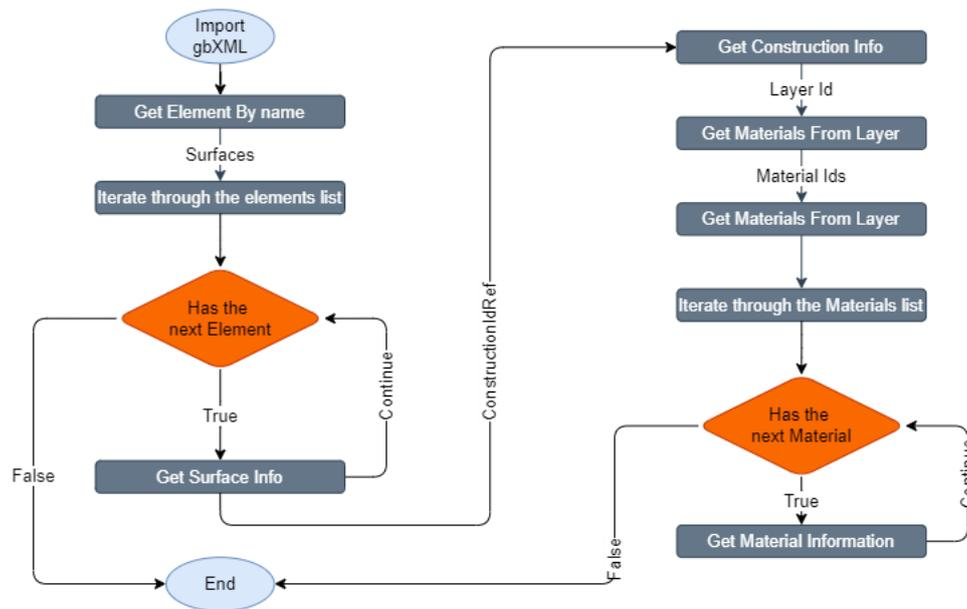 Import
gbXML
Get Element By name
Surfaces
Iterate through the elements list
Has the
next Element
True
Continue
False
Get Surface Info
End
ConstructionIdRef
Get Construction Info
Layer Id
Get Materials From Layer
Material Ids
Get Materials From Layer
Iterate through the Materials list
Has the
next Material
True
Continue
False
Get Material Information